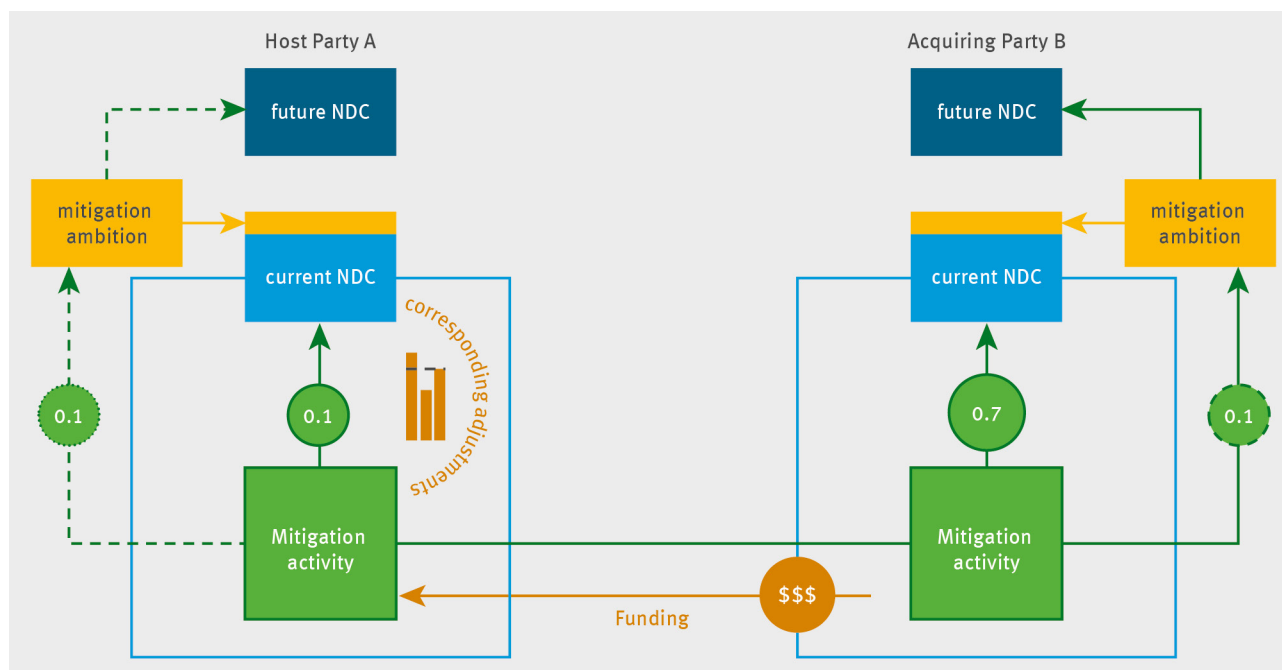 Host Party A
Acquiring Party B
future NDC
future NDC
mitigation
ambition
mitigation
ambition
current NDC
current NDC
corresponding adjustments
0.1
0.1
0.7
0.1
Mitigation
activity
Mitigation
activity
$$$
Funding